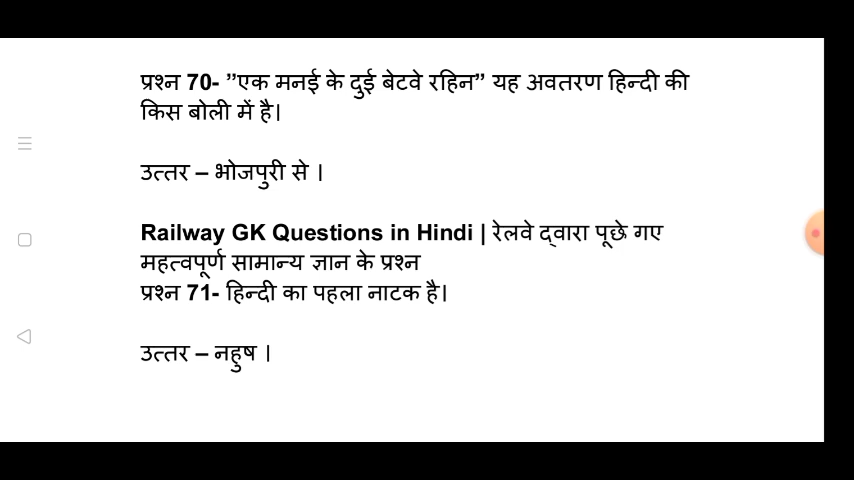 प्रश्न 70- ”एक मनई के दुई बेटवे रहिन” यह अवतरण हिन्दी की
किस बोली में है।
उत्तर – भोजपुरी से ।
Railway GK Questions in Hindi | रेलवे द्वारा पूछे गए
महत्वपूर्ण सामान्य ज्ञान के प्रश्न
प्रश्न 71- हिन्दी का पहला नाटक है।
उत्तर – नहुष ।